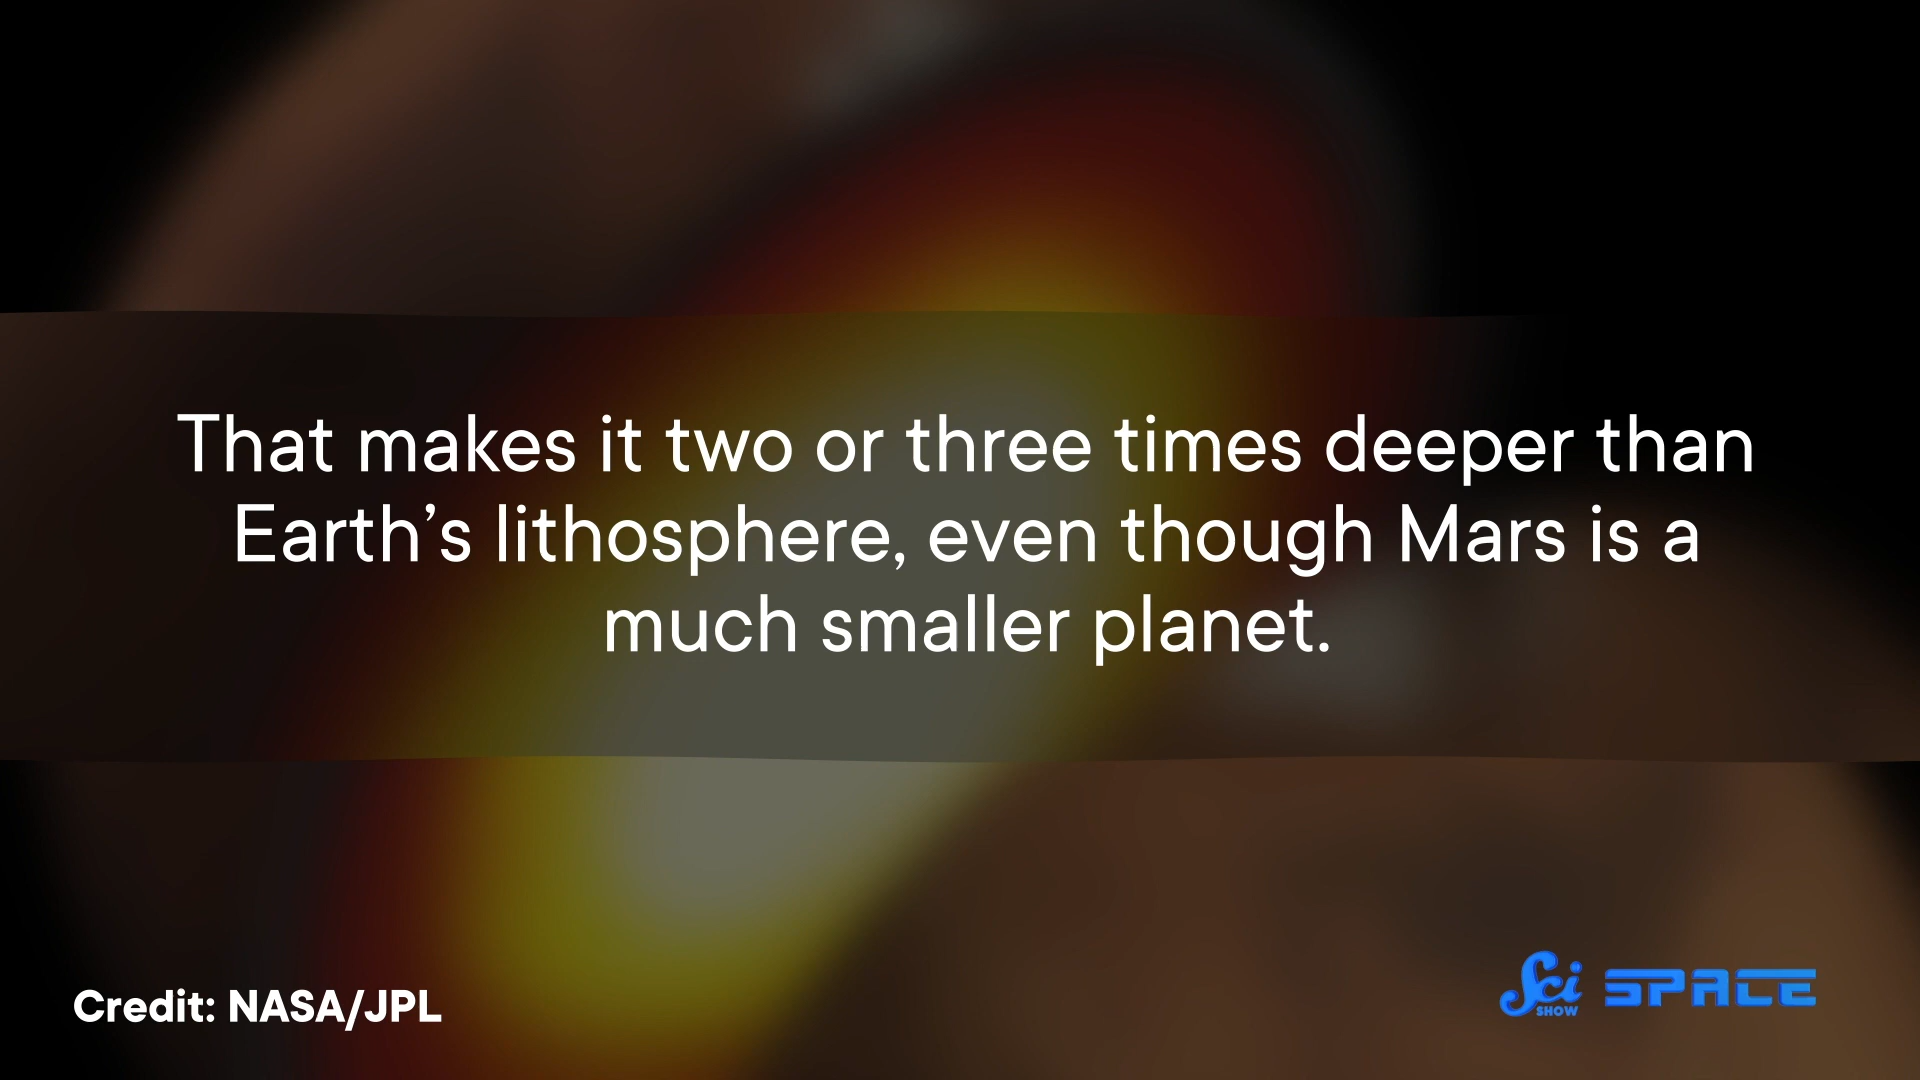 That makes it two or three times deeper than
Earth’s lithosphere, even though Mars is a
much smaller planet.
Credit: NASA/JPL
Sci SHOW SPACE